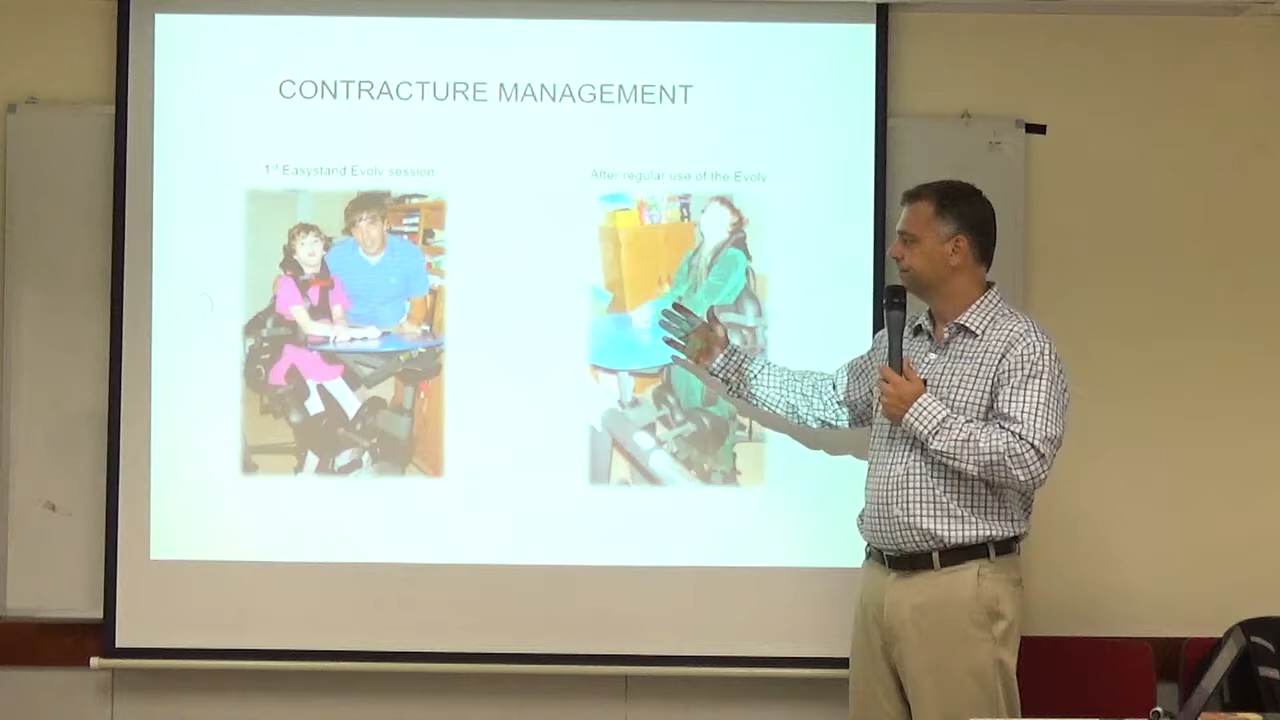 CONTRACTURE MANAGEMENT
1st Easystand Evolv session
After regular use of the Evolv